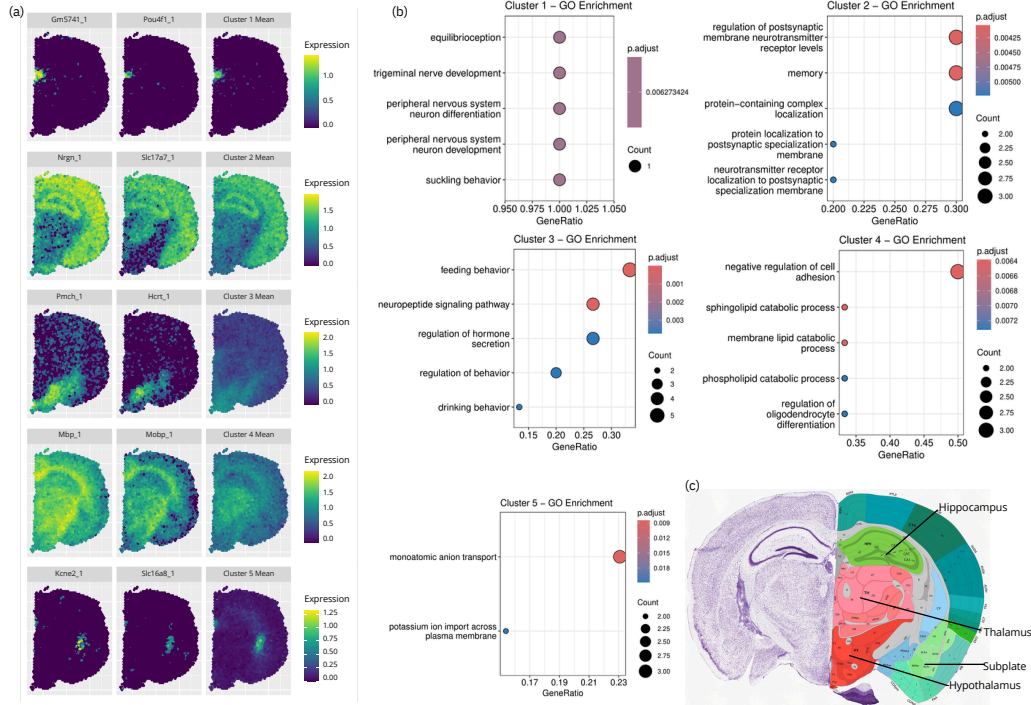 (a)
Gm5741_1
Pou4f1_1
Cluster 1 Mean
Expression
1.5
1.0
0.5
0.0
Nrgn_1
Slc17a7_1
Cluster 2 Mean
Expression
1.5
1.0
0.5
0.0
Pmch_1
Hcrt_1
Cluster 3 Mean
Expression
2.0
1.5
1.0
0.5
0.0
Mbp_1
Mobp_1
Cluster 4 Mean
Expression
2.0
1.5
1.0
0.5
0.0
Kcne2_1
Slc16a8_1
Cluster 5 Mean
Expression
1.25
1.00
0.75
0.50
0.25
0.00
(b)
Cluster 1 – GO Enrichment
equilibrioception
trigeminal nerve development
peripheral nervous system
neuron differentiation
peripheral nervous system
neuron development
suckling behavior
0.950 0.975 1.000 1.025 1.050
GeneRatio
p.adjust
0.006273424
Count
1
Cluster 2 – GO Enrichment
regulation of postsynaptic
membrane neurotransmitter
receptor levels
memory
protein−containing complex
localization
protein localization to
postsynaptic specialization
membrane
neurotransmitter receptor
localization to postsynaptic
specialization membrane
0.200 0.225 0.250 0.275 0.300
GeneRatio
p.adjust
0.00425
0.00450
0.00475
0.00500
Count
2.00
2.25
2.50
2.75
3.00
Cluster 3 – GO Enrichment
feeding behavior
neuropeptide signaling pathway
regulation of hormone
secretion
regulation of behavior
drinking behavior
0.15 0.20 0.25 0.30
GeneRatio
p.adjust
0.001
0.002
0.003
Count
2
3
4
5
Cluster 4 – GO Enrichment
negative regulation of cell
adhesion
sphingolipid catabolic process
membrane lipid catabolic
process
phospholipid catabolic process
regulation of
oligodendrocyte
differentiation
0.35 0.40 0.45 0.50
GeneRatio
p.adjust
0.0064
0.0068
0.0070
0.0072
Count
2.00
2.25
2.50
2.75
3.00
Cluster 5 – GO Enrichment
monoatomic anion transport
potassium ion import across
plasma membrane
0.17 0.19 0.21 0.23
GeneRatio
p.adjust
0.009
0.012
0.015
0.018
Count
2.00
2.25
2.50
2.75
3.00
(c)
Hippocampus
Thalamus
Subplate
Hypothalamus